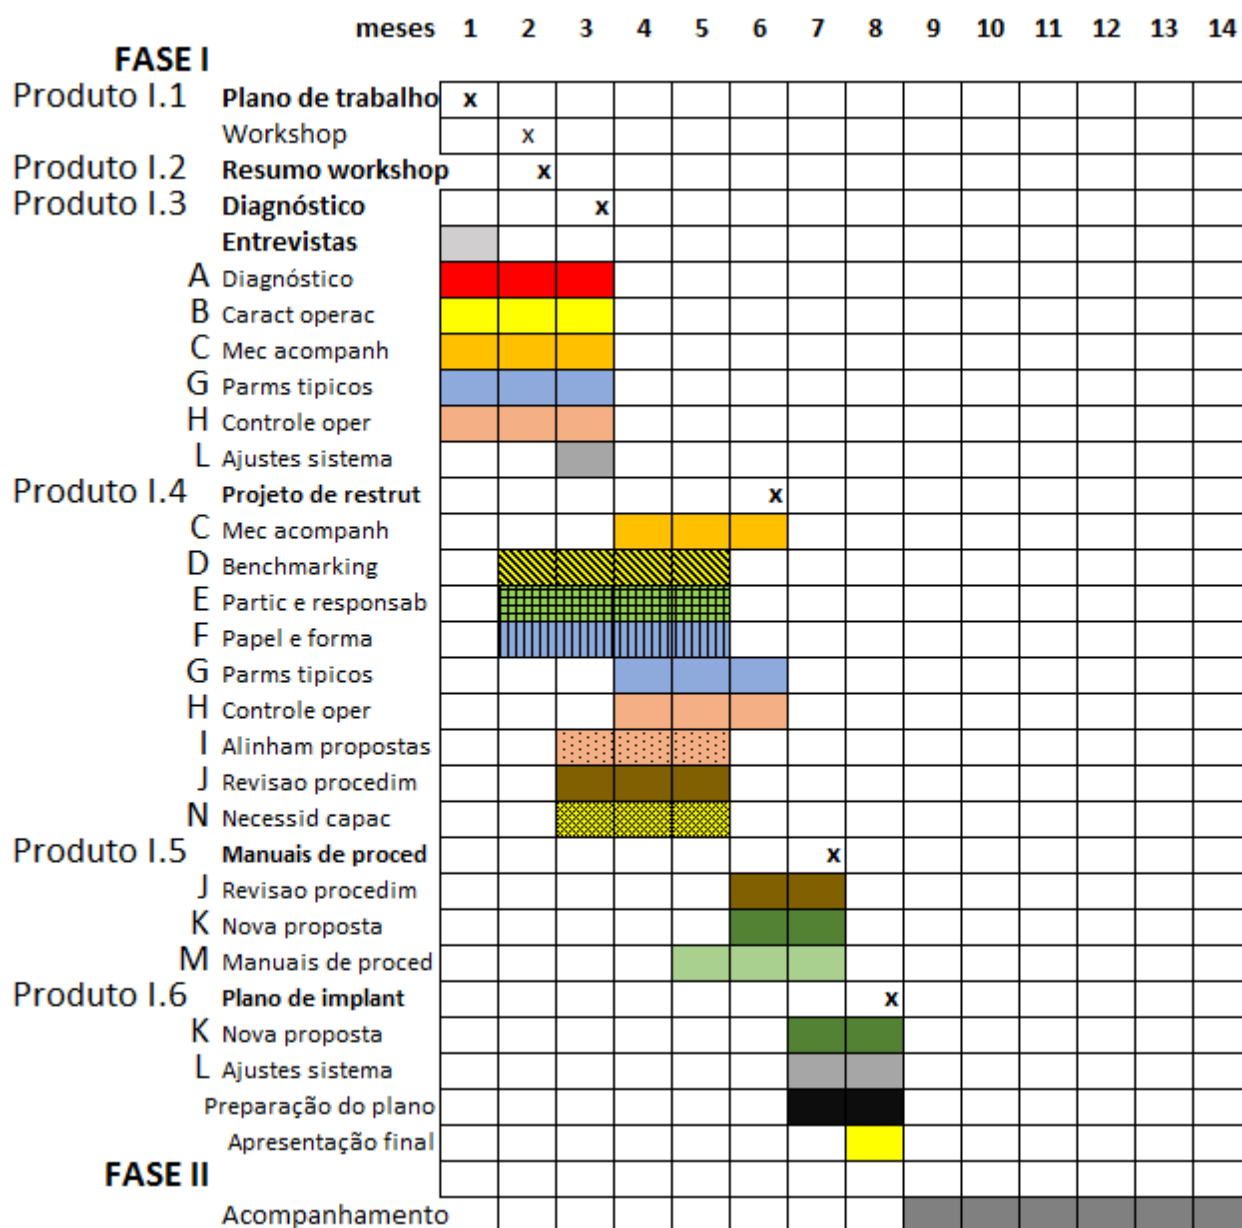 meses 1 2 3 4 5 6 7 8 9 10 11 12 13 14
FASE I
Produto I.1 Plano de trabalho x
Workshop x
Produto I.2 Resumo workshop x
Produto I.3 Diagnóstico x
Entrevistas
A Diagnóstico
B Caract operac
C Mec acompanh
G Parms tipicos
H Controle oper
L Ajustes sistema
Produto I.4 Projeto de restrut x
C Mec acompanh
D Benchmarking
E Partic e responsab
F Papel e forma
G Parms tipicos
H Controle oper
I Alinham propostas
J Revisao procedim
N Necessid capac
Produto I.5 Manuais de proced x
J Revisao procedim
K Nova proposta
M Manuais de proced
Produto I.6 Plano de implant x
K Nova proposta
L Ajustes sistema
Preparação do plano
Apresentação final
FASE II
Acompanhamento